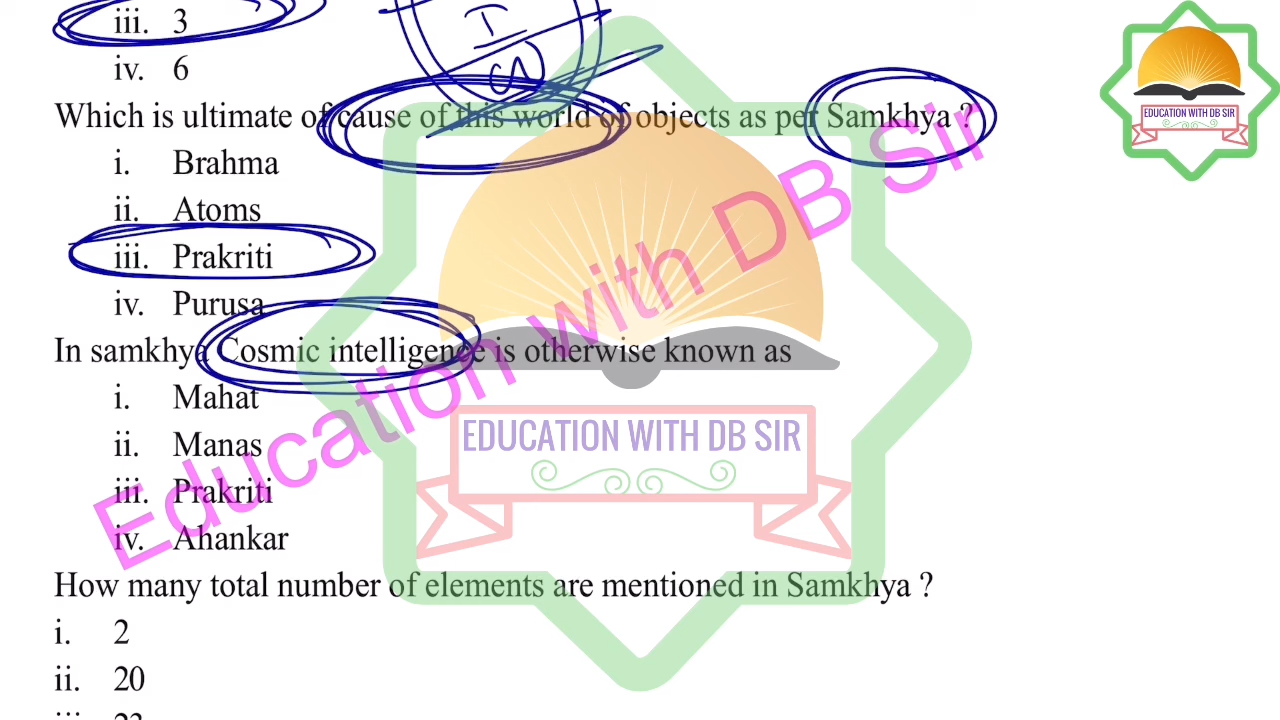 iii. 3
iv. 6
Which is ultimate of cause of this world of objects as per Samkhya ?
i. Brahma
ii. Atoms
iii. Prakriti
iv. Purusa
In samkhya Cosmic intelligence is otherwise known as
i. Mahat
ii. Manas
iii. Prakriti
iv. Ahankar
How many total number of elements are mentioned in Samkhya ?
i. 2
ii. 20
iii. 23
Education with DB Sir
EDUCATION WITH DB SIR
EDUCATION WITH DB SIR